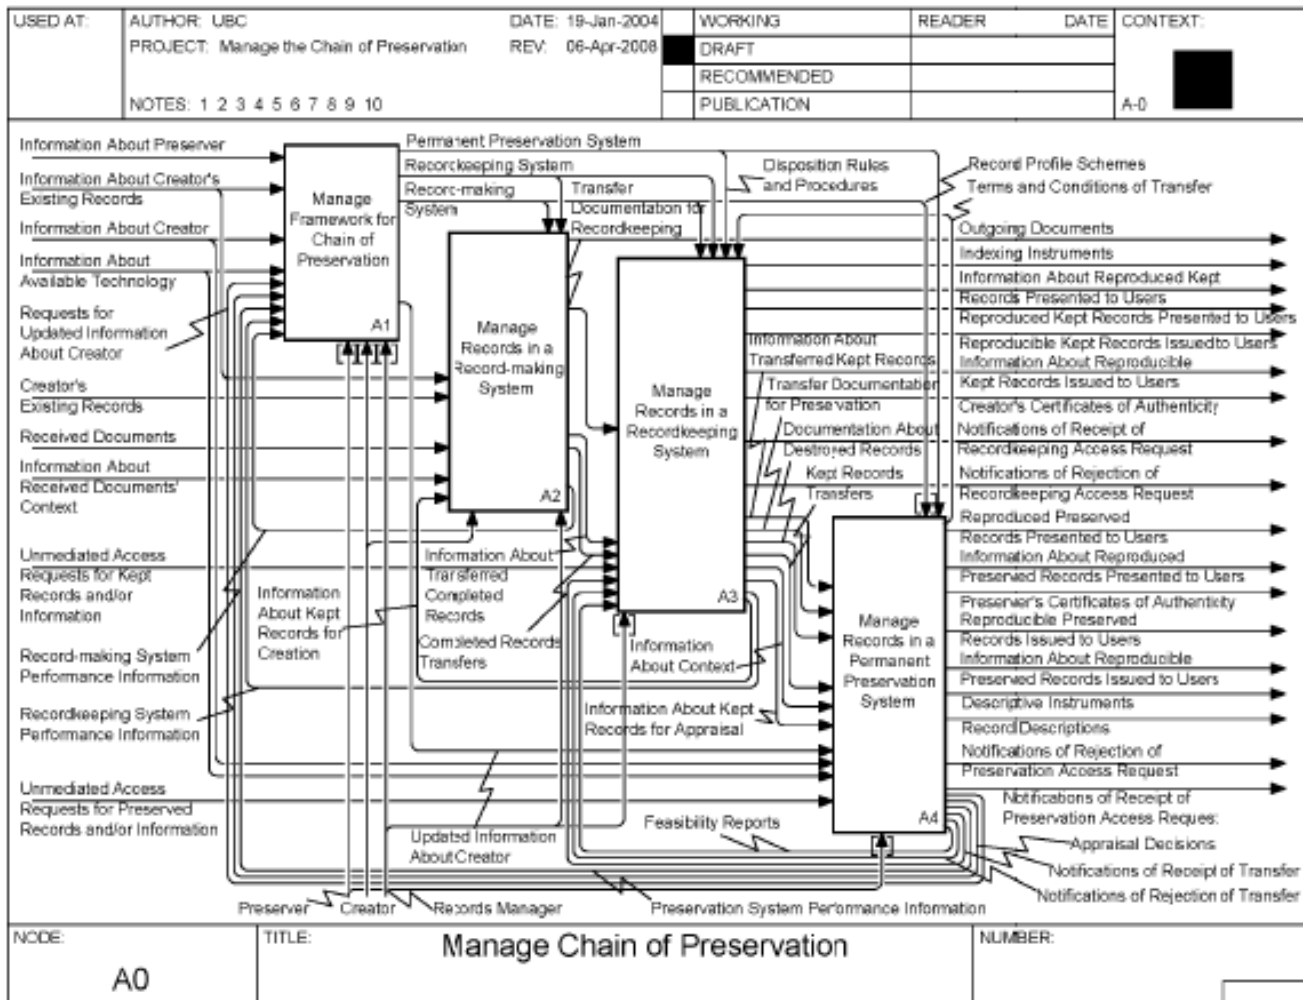 USED AT:
AUTHOR: UBC
DATE: 19-Jan-2004
PROJECT: Manage the Chain of Preservation
REV: 06-Apr-2008
NOTES: 1 2 3 4 5 6 7 8 9 10
WORKING
DRAFT
RECOMMENDED
PUBLICATION
READER
DATE
CONTEXT:
A-0
Information About Preserver
Information About Creator's
Existing Records
Information About Creator
Information About
Available Technology
Requests for
Updated Information
About Creator
Creator's
Existing Records
Received Documents
Information About
Received Documents'
Context
Unmediated Access
Requests for Kept
Records and/or
Information
Record-making System
Performance Information
Recordkeeping System
Performance Information
Unmediated Access
Requests for Preserved
Records and/or Information
Manage
Framework for
Chain of
Preservation
A1
Permanent Preservation System
Recordkeeping System
Record-making
System
Transfer
Documentation for
Recordkeeping
Disposition Rules
and Procedures
Record Profile Schemes
Terms and Conditions of Transfer
Manage
Records in a
Record-making
System
A2
Manage
Records in a
Recordkeeping
System
A3
Manage
Records in a
Permanent
Preservation
System
A4
Information About
Transferred Kept Records
Transfer Documentation
for Preservation
Documentation About
Destroyed Records
Kept Records
Transfers
Information
About Kept
Records for
Creation
Information About
Transferred
Completed
Records
Completed Records
Transfers
Information
About Context
Information About Kept
Records for Appraisal
Updated Information
About Creator
Feasibility Reports
Outgoing Documents
Indexing Instruments
Information About Reproduced Kept
Records Presented to Users
Reproduced Kept Records Presented to Users
Reproducible Kept Records Issued to Users
Information About Reproducible
Kept Records Issued to Users
Creator's Certificates of Authenticity
Notifications of Receipt of
Recordkeeping Access Request
Notifications of Rejection of
Recordkeeping Access Request
Reproduced Preserved
Records Presented to Users
Information About Reproduced
Preserved Records Presented to Users
Preserver's Certificates of Authenticity
Reproducible Preserved
Records Issued to Users
Information About Reproducible
Preserved Records Issued to Users
Descriptive Instruments
Record Descriptions
Notifications of Rejection of
Preservation Access Request
Notifications of Receipt of
Preservation Access Request
Appraisal Decisions
Notifications of Receipt of Transfer
Notifications of Rejection of Transfer
Preserver
Creator
Records Manager
Preservation System Performance Information
NODE:
A0
TITLE:
Manage Chain of Preservation
NUMBER: